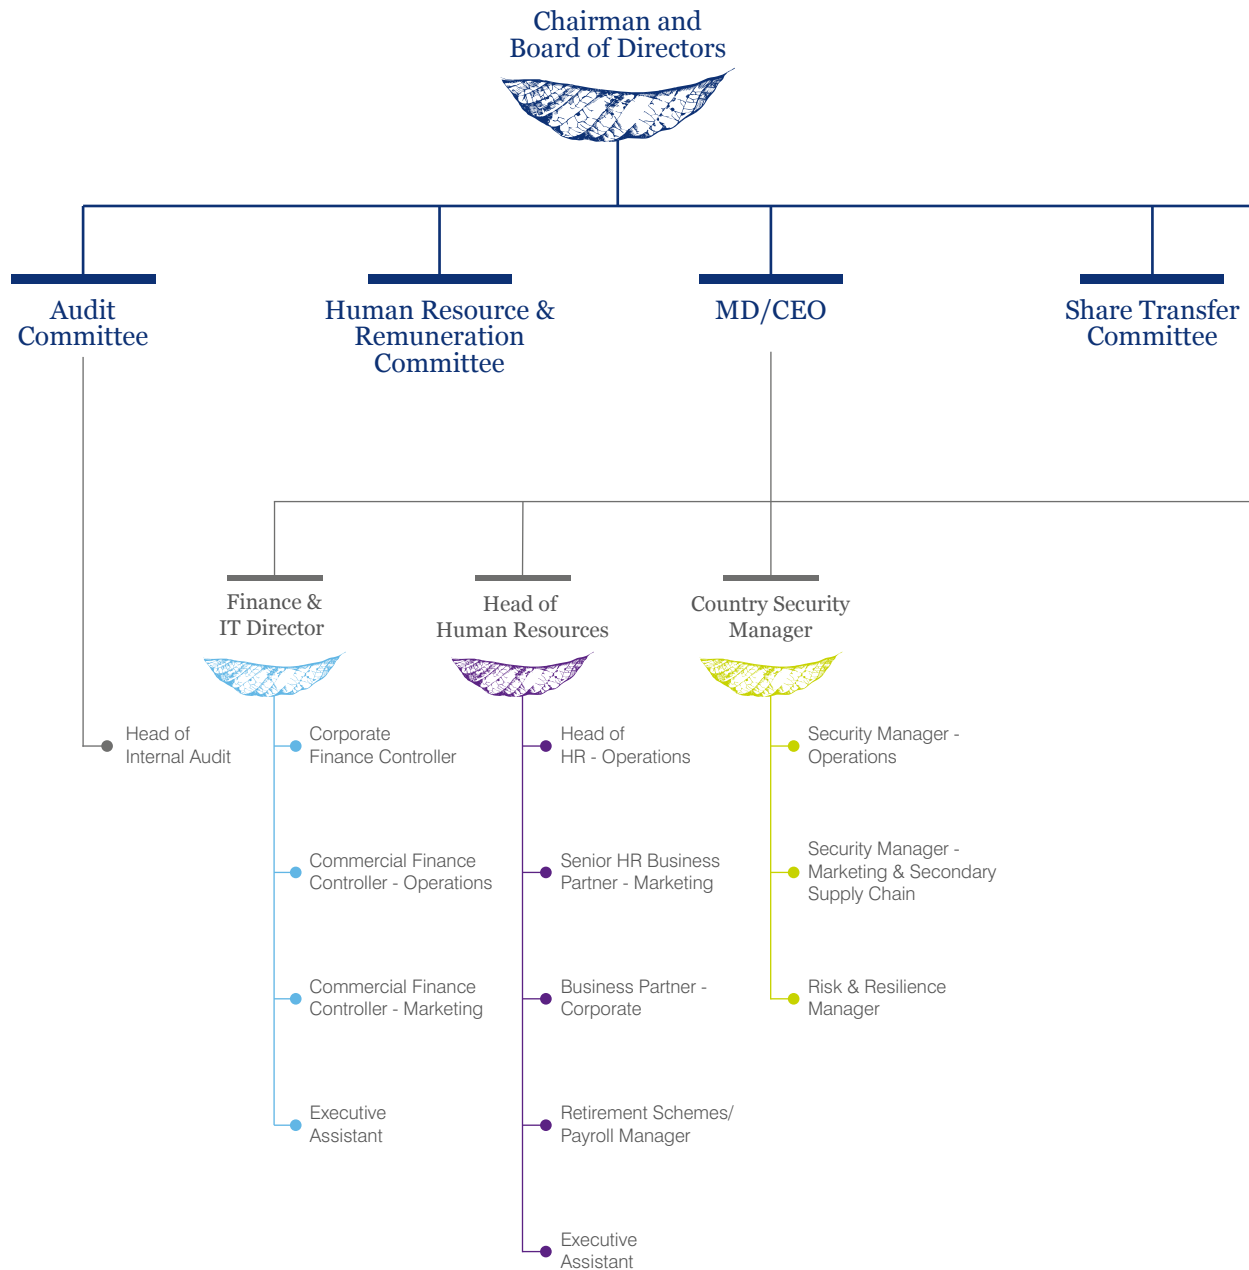 Chairman and
Board of Directors
Audit
Committee
Human Resource &
Remuneration
Committee
MD/CEO
Share Transfer
Committee
Finance &
IT Director
Head of
Human Resources
Country Security
Manager
Head of
Internal Audit
Corporate
Finance Controller
Commercial Finance
Controller - Operations
Commercial Finance
Controller - Marketing
Executive
Assistant
Head of
HR - Operations
Senior HR Business
Partner - Marketing
Business Partner -
Corporate
Retirement Schemes/
Payroll Manager
Executive
Assistant
Security Manager -
Operations
Security Manager -
Marketing & Secondary
Supply Chain
Risk & Resilience
Manager